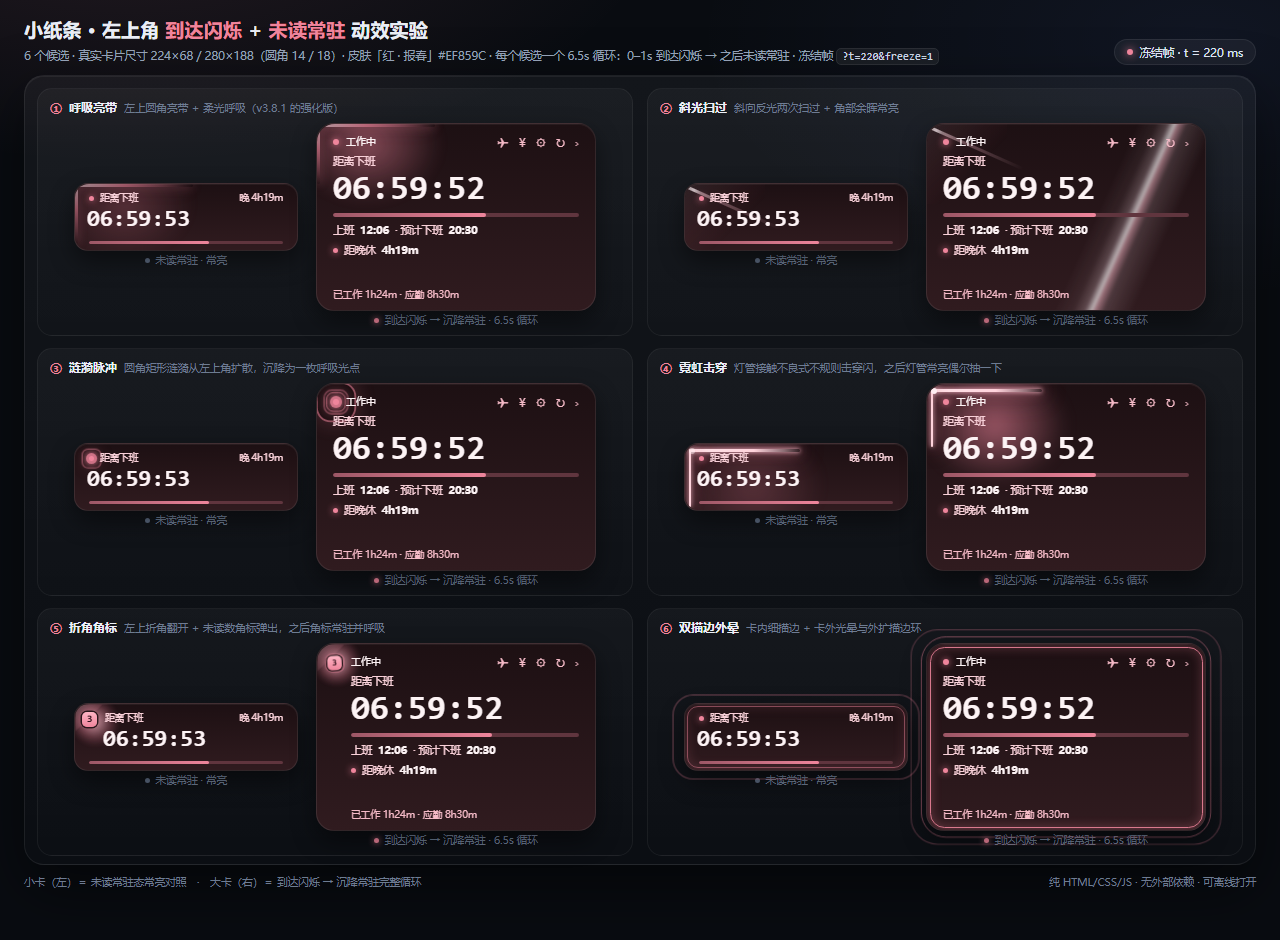 小纸条 • 左上角 到达闪烁 + 未读常驻 动效实验
6 个候选 · 真实卡片尺寸 224×68 / 280×188（圆角 14 / 18）· 皮肤「红 · 报春」#EF859C · 每个候选一个 6.5s 循环：0–1s 到达闪烁 → 之后未读常驻 · 冻结帧 ?t=220&freeze=1
冻结帧 · t = 220 ms
① 呼吸亮带 左上圆角亮带 + 柔光呼吸（v3.8.1 的强化版）
距离下班 晚 4h19m
06:59:53
未读常驻 · 常亮
工作中 ✈ ¥ ⚙ ↻ ›
距离下班
06:59:52
上班 12:06 · 预计下班 20:30
距晚休 4h19m
已工作 1h24m · 应勤 8h30m
到达闪烁 → 沉降常驻 · 6.5s 循环
② 斜光扫过 斜向反光两次扫过 + 角部余晖常亮
距离下班 晚 4h19m
06:59:53
未读常驻 · 常亮
工作中 ✈ ¥ ⚙ ↻ ›
距离下班
06:59:52
上班 12:06 · 预计下班 20:30
距晚休 4h19m
已工作 1h24m · 应勤 8h30m
到达闪烁 → 沉降常驻 · 6.5s 循环
③ 涟漪脉冲 圆角矩形涟漪从左上角扩散，沉降为一枚呼吸光点
距离下班 晚 4h19m
06:59:53
未读常驻 · 常亮
工作中 ✈ ¥ ⚙ ↻ ›
距离下班
06:59:52
上班 12:06 · 预计下班 20:30
距晚休 4h19m
已工作 1h24m · 应勤 8h30m
到达闪烁 → 沉降常驻 · 6.5s 循环
④ 霓虹击穿 灯管接触不良式不规则击穿闪，之后灯管常亮偶尔抽一下
距离下班 晚 4h19m
06:59:53
未读常驻 · 常亮
工作中 ✈ ¥ ⚙ ↻ ›
距离下班
06:59:52
上班 12:06 · 预计下班 20:30
距晚休 4h19m
已工作 1h24m · 应勤 8h30m
到达闪烁 → 沉降常驻 · 6.5s 循环
⑤ 折角角标 左上折角翻开 + 未读数角标弹出，之后角标常驻并呼吸
3 距离下班 晚 4h19m
06:59:53
未读常驻 · 常亮
3 工作中 ✈ ¥ ⚙ ↻ ›
距离下班
06:59:52
上班 12:06 · 预计下班 20:30
距晚休 4h19m
已工作 1h24m · 应勤 8h30m
到达闪烁 → 沉降常驻 · 6.5s 循环
⑥ 双描边外晕 卡内细描边 + 卡外光晕与外扩描边环
距离下班 晚 4h19m
06:59:53
未读常驻 · 常亮
工作中 ✈ ¥ ⚙ ↻ ›
距离下班
06:59:52
上班 12:06 · 预计下班 20:30
距晚休 4h19m
已工作 1h24m · 应勤 8h30m
到达闪烁 → 沉降常驻 · 6.5s 循环
小卡（左）= 未读常驻态常亮对照 · 大卡（右）= 到达闪烁 → 沉降常驻完整循环
纯 HTML/CSS/JS · 无外部依赖 · 可离线打开